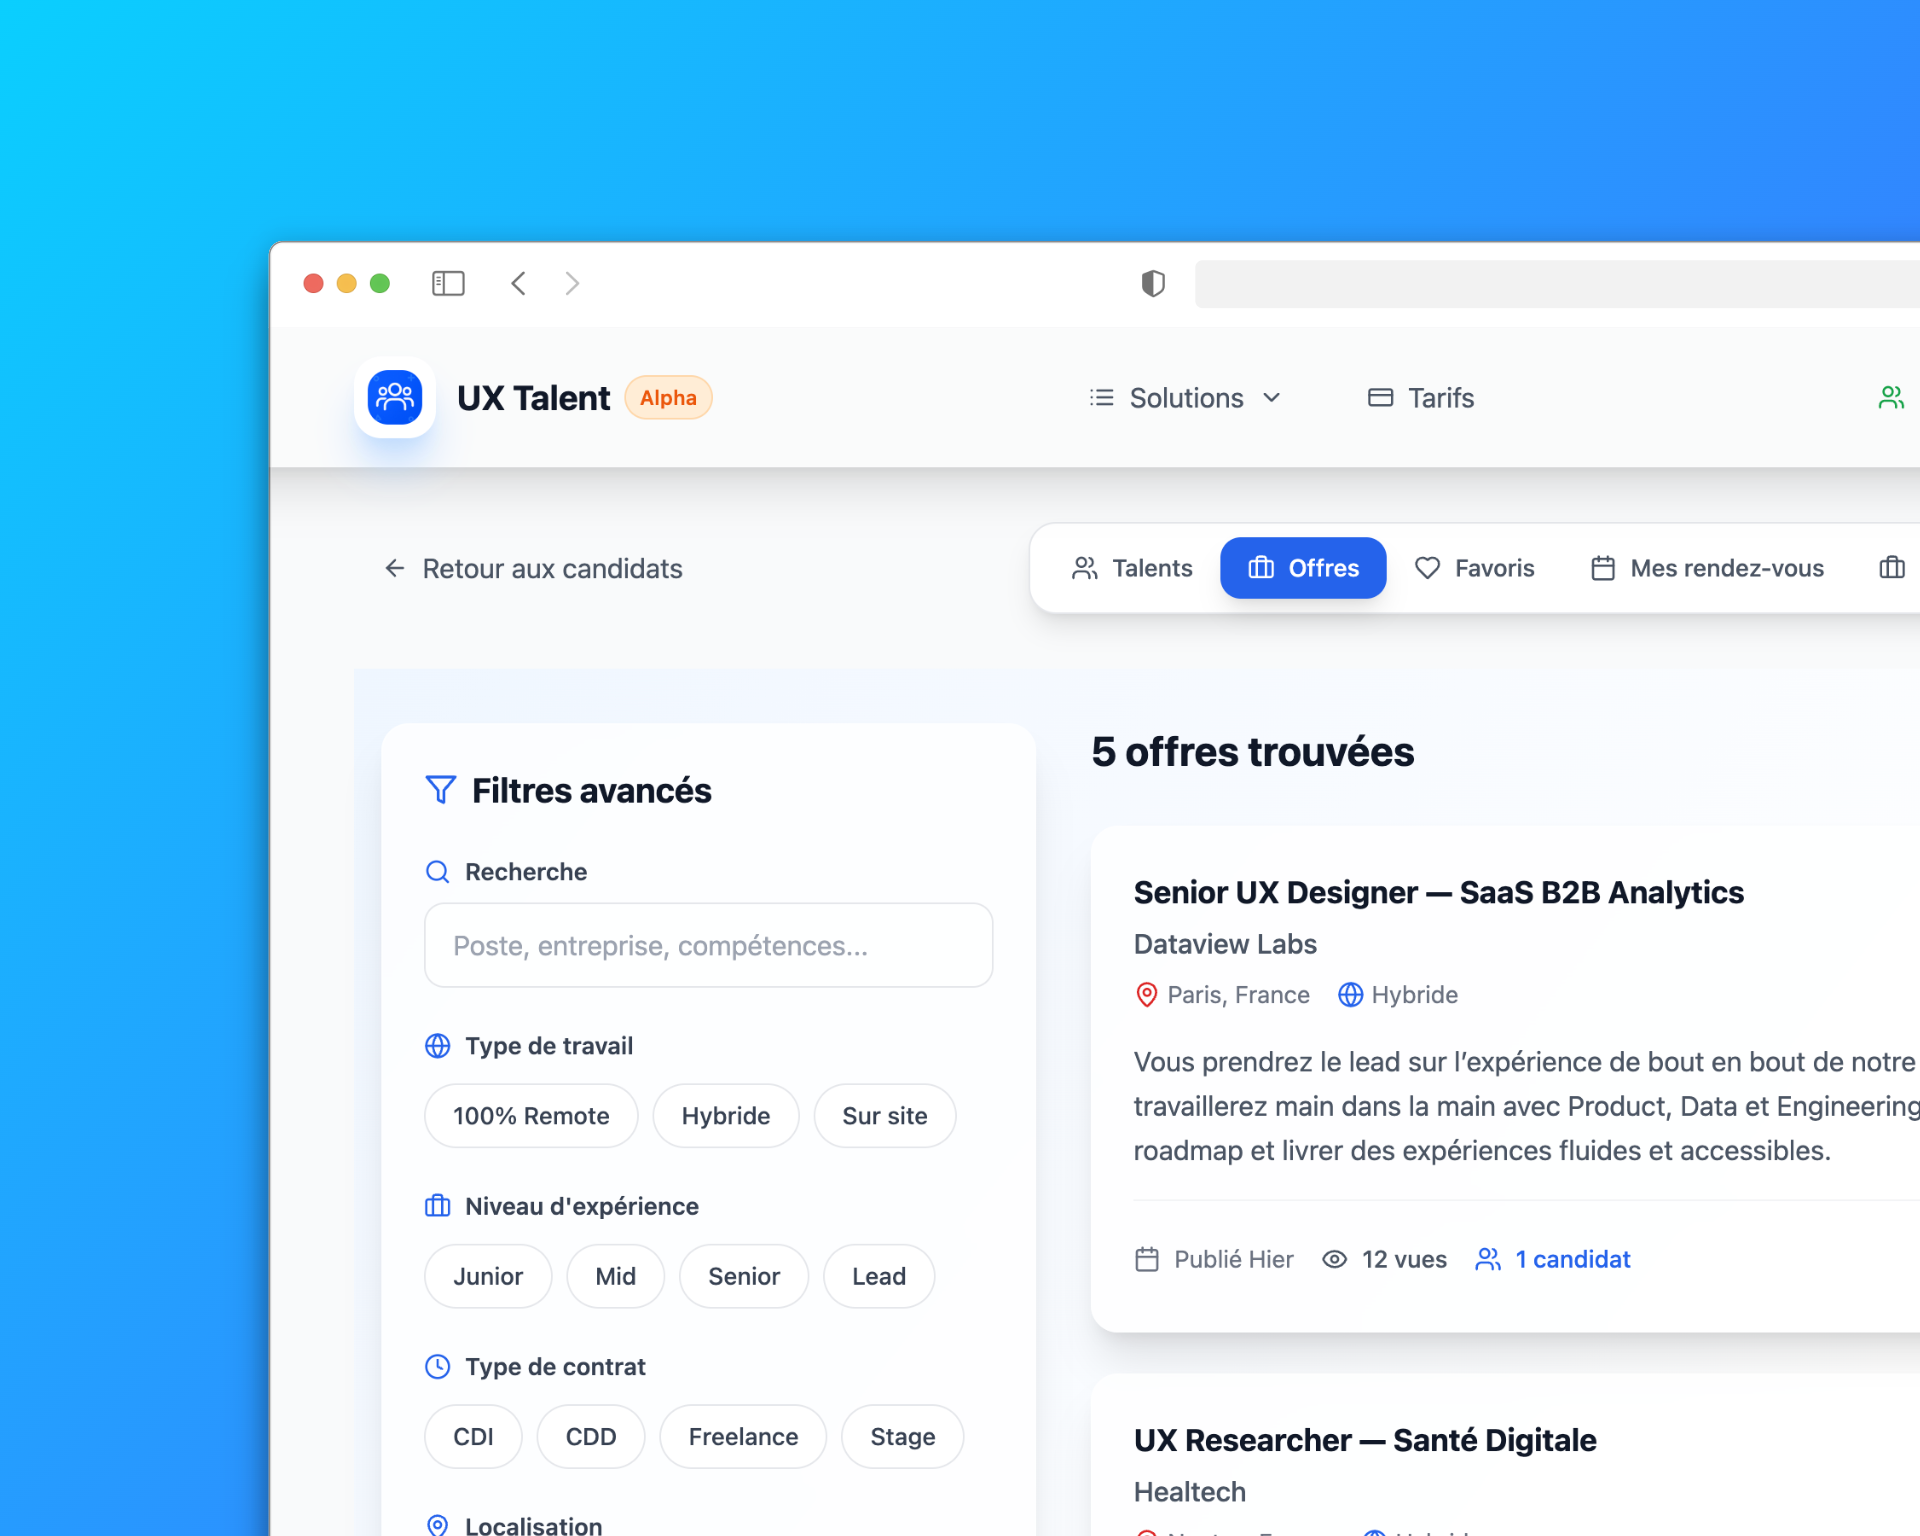 UX Talent
Alpha
Solutions
Tarifs
Retour aux candidats
Talents
Offres
Favoris
Mes rendez-vous
Filtres avancés
Recherche
Poste, entreprise, compétences...
Type de travail
100% Remote
Hybride
Sur site
Niveau d'expérience
Junior
Mid
Senior
Lead
Type de contrat
CDI
CDD
Freelance
Stage
Localisation
5 offres trouvées
Senior UX Designer — SaaS B2B Analytics
Dataview Labs
Paris, France
Hybride
Vous prendrez le lead sur l’expérience de bout en bout de notre
travaillerez main dans la main avec Product, Data et Engineering
roadmap et livrer des expériences fluides et accessibles.
Publié Hier
12 vues
1 candidat
UX Researcher — Santé Digitale
Healtech